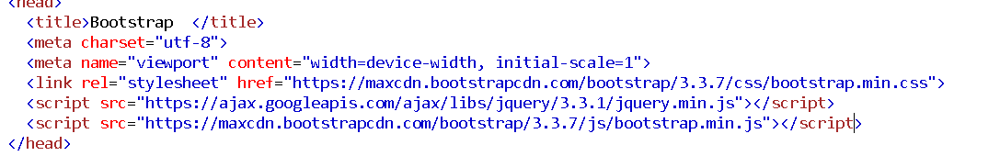 <head>
<title>Bootstrap  </title>
<meta charset="utf-8">
<meta name="viewport" content="width=device-width, initial-scale=1">
<link rel="stylesheet" href="https://maxcdn.bootstrapcdn.com/bootstrap/3.3.7/css/bootstrap.min.css">
<script src="https://ajax.googleapis.com/ajax/libs/jquery/3.3.1/jquery.min.js"></script>
<script src="https://maxcdn.bootstrapcdn.com/bootstrap/3.3.7/js/bootstrap.min.js"></script>
</head>